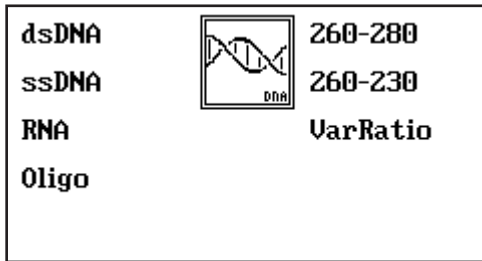 dsDNA 260-280
ssDNA 260-230
DNA
RNA VarRatio
Oligo